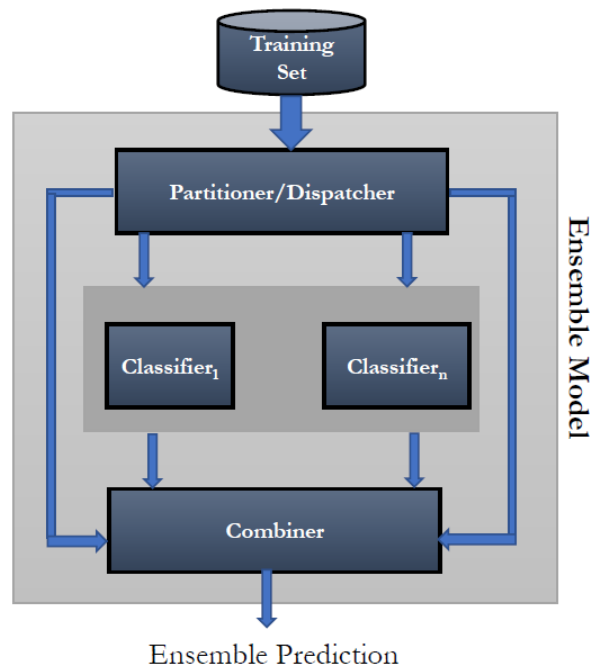 Training
Set
Partitioner/Dispatcher
Classifier₁
Classifierₙ
Combiner
Ensemble Model
Ensemble Prediction